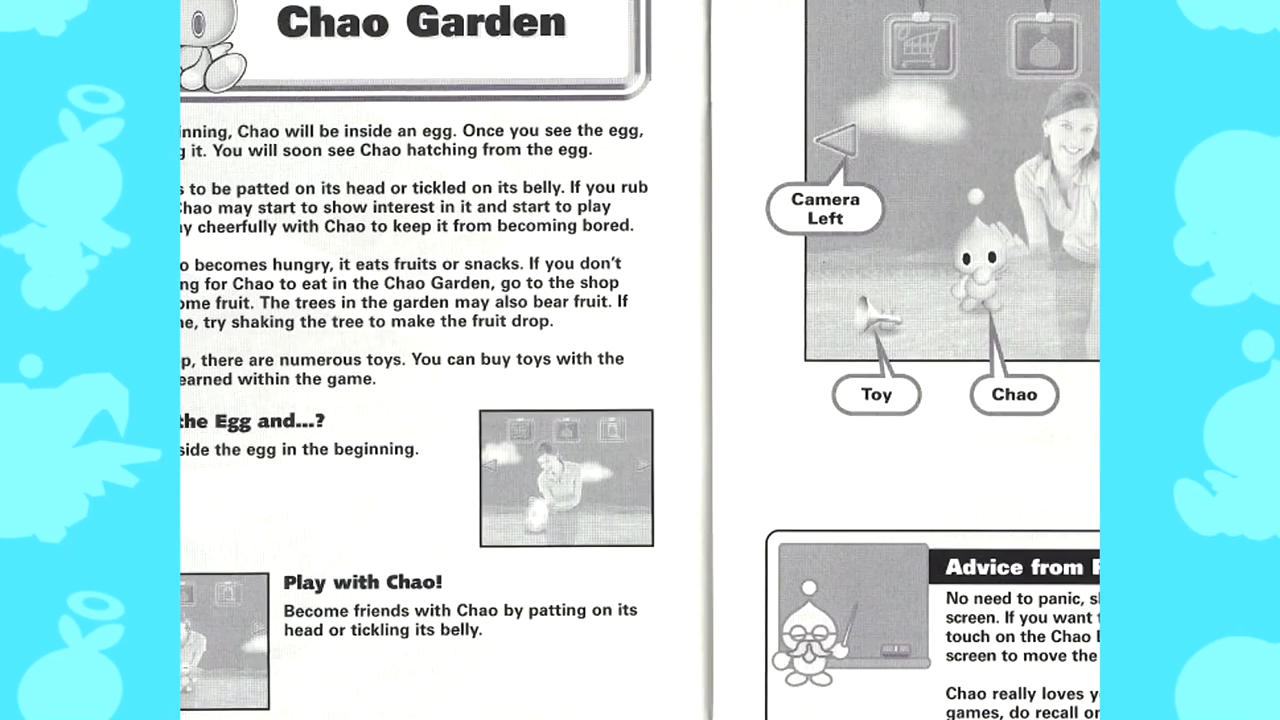 Chao Garden
inning, Chao will be inside an egg. Once you see the egg,
g it. You will soon see Chao hatching from the egg.
s to be patted on its head or tickled on its belly. If you rub
Chao may start to show interest in it and start to play
y cheerfully with Chao to keep it from becoming bored.
o becomes hungry, it eats fruits or snacks. If you don't
ng for Chao to eat in the Chao Garden, go to the shop
ome fruit. The trees in the garden may also bear fruit. If
e, try shaking the tree to make the fruit drop.
p, there are numerous toys. You can buy toys with the
earned within the game.
the Egg and...?
side the egg in the beginning.
Play with Chao!
Become friends with Chao by patting on its
head or tickling its belly.
Camera
Left
Toy
Chao
Advice from
No need to panic, s
screen. If you want
touch on the Chao
screen to move the
Chao really loves y
games, do recall or